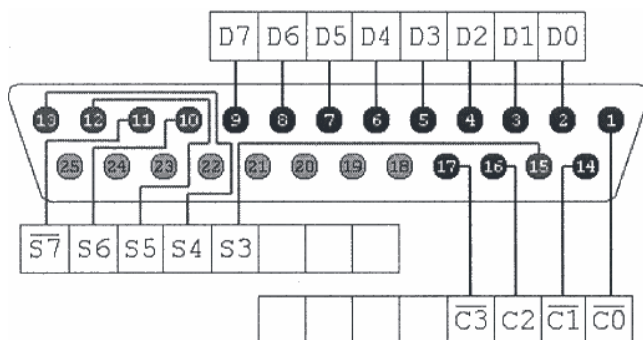 D7 D6 D5 D4 D3 D2 D1 D0
13 12 11 10 9 8 7 6 5 4 3 2 1
25 24 23 22 21 20 19 18 17 16 15 14
S̅7̅ S6 S5 S4 S3
C̅3̅ C2 C̅1̅ C̅0̅